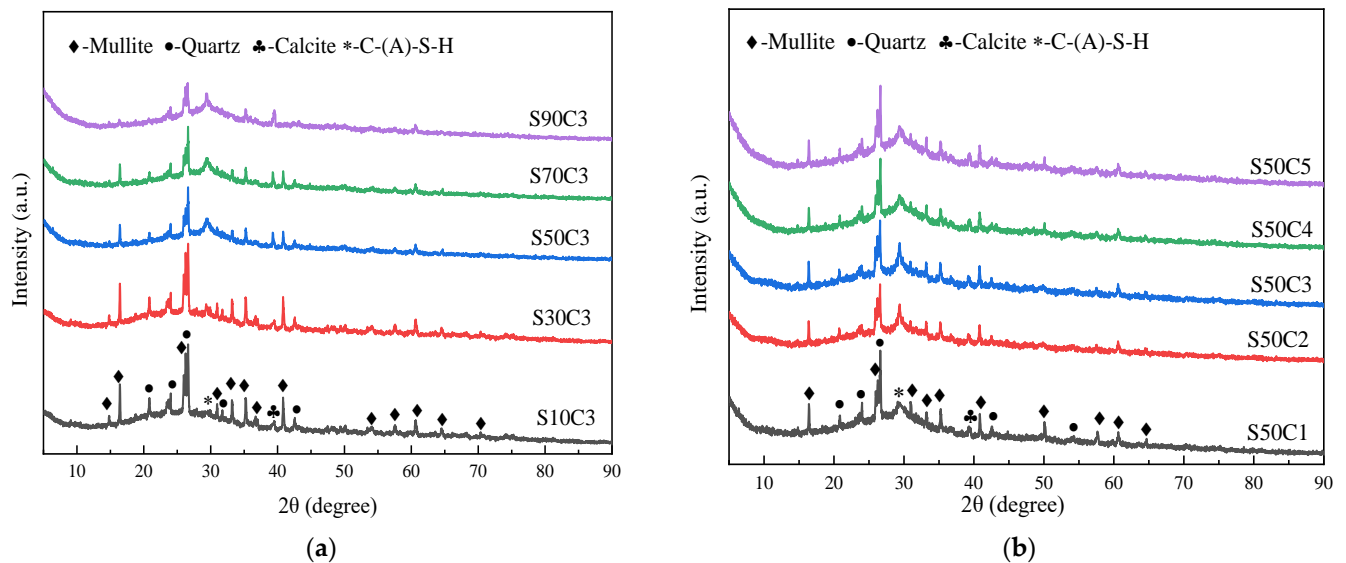 ♦-Mullite ●-Quartz ♣-Calcite *-C-(A)-S-H
S90C3
S70C3
S50C3
S30C3
S10C3
Intensity (a.u.)
10 20 30 40 50 60 70 80 90
2θ (degree)
(a)
♦-Mullite ●-Quartz ♣-Calcite *-C-(A)-S-H
S50C5
S50C4
S50C3
S50C2
S50C1
Intensity (a.u.)
10 20 30 40 50 60 70 80 90
2θ (degree)
(b)